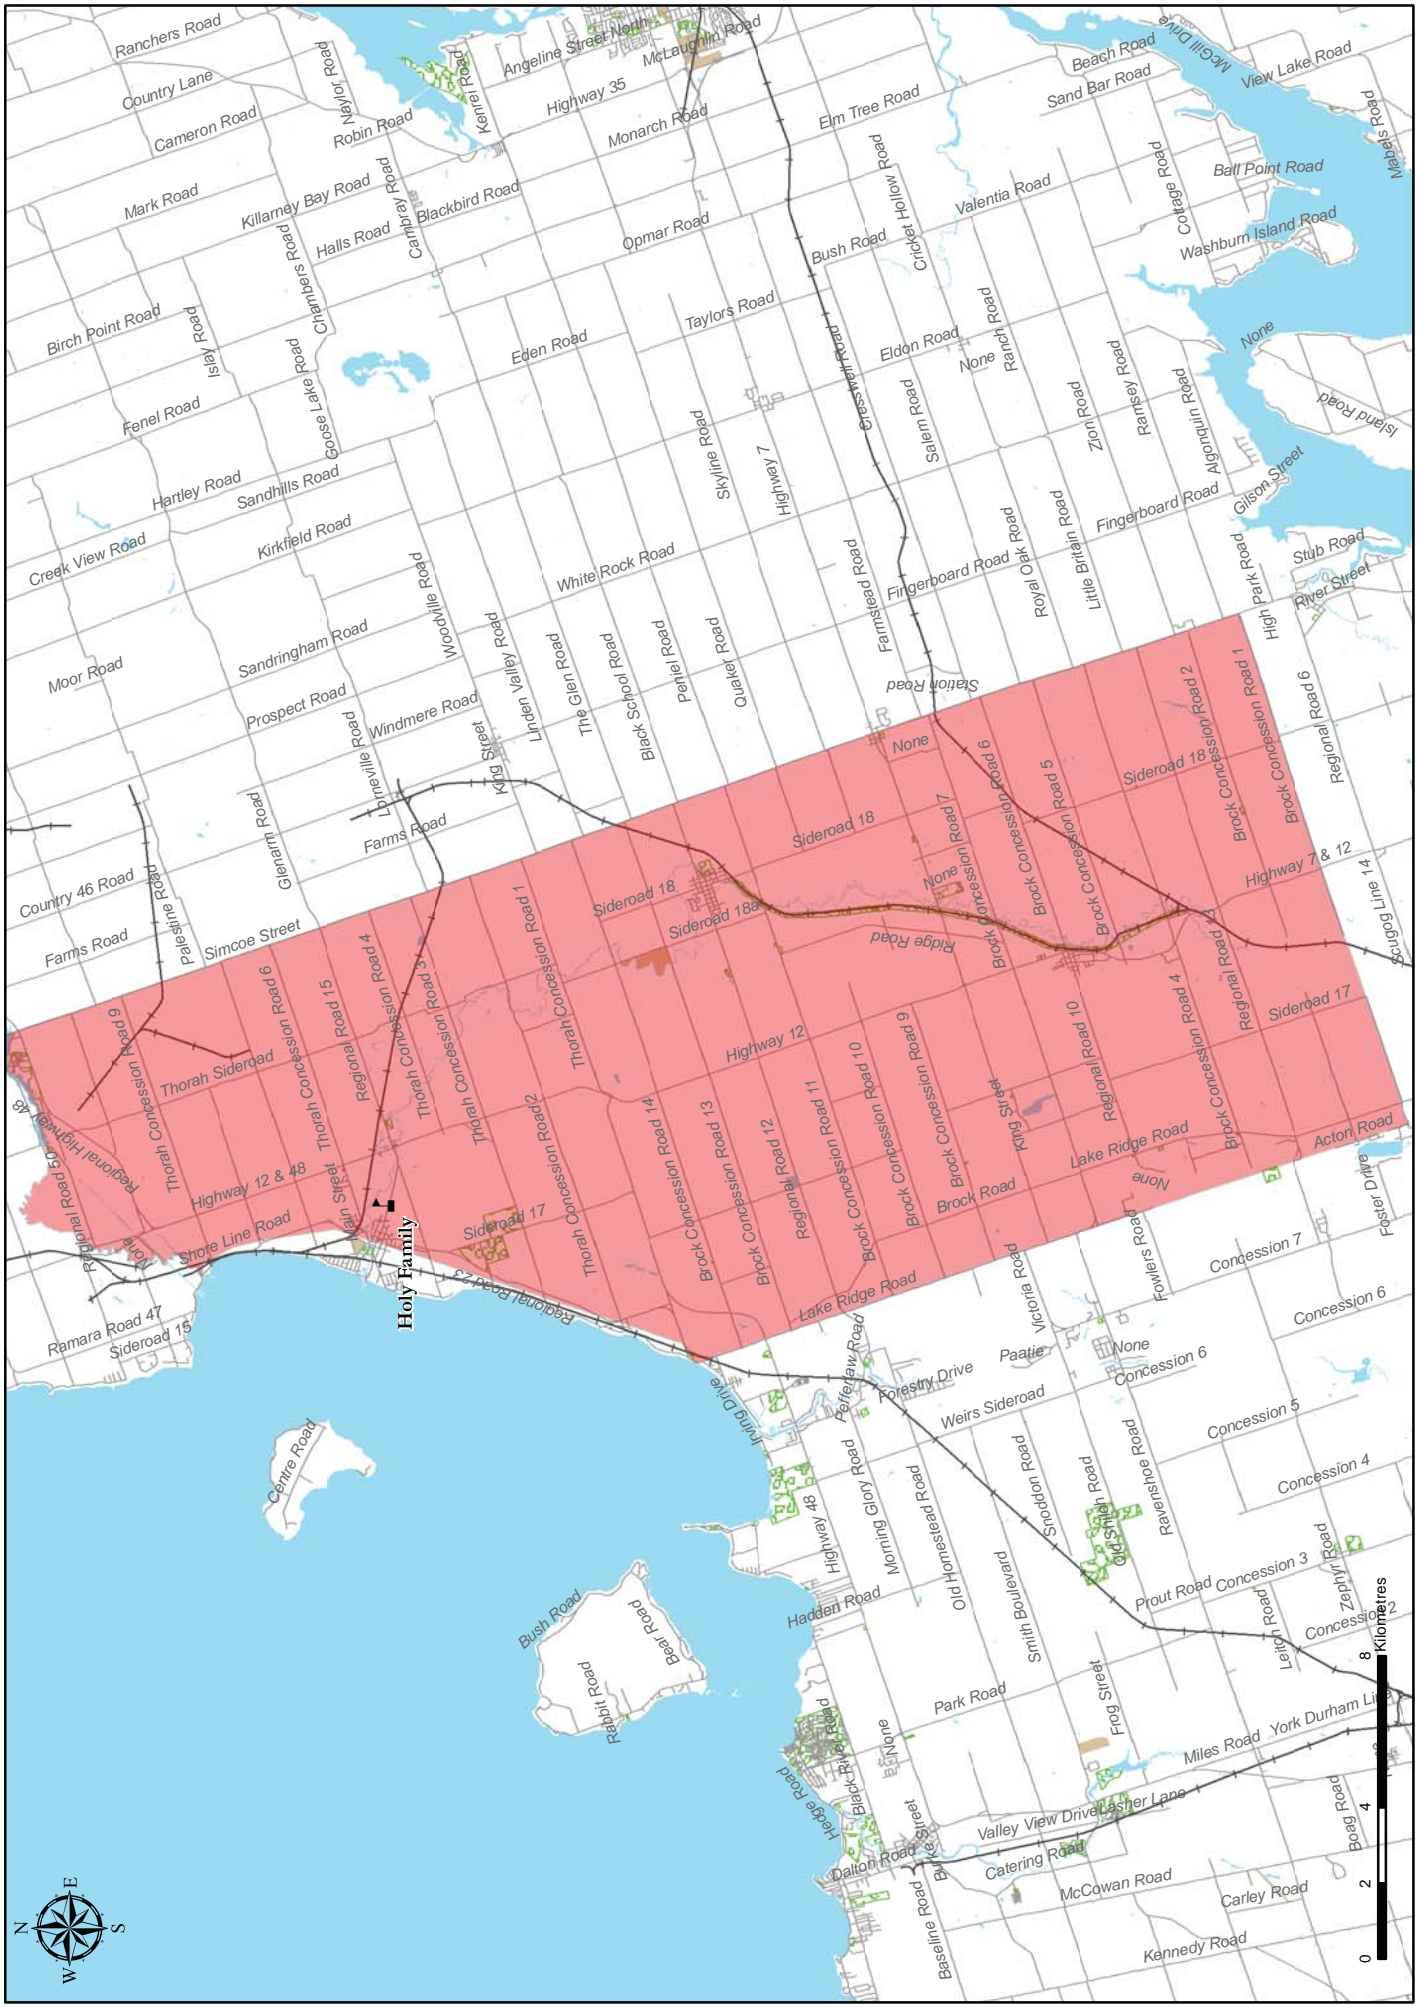 Ranchers Road
Country Lane
Cameron Road
Naylor Road
Robin Road
Kenrei Road
Angeline Street North
McLaughlin Road
Highway 35
Monarch Road
Elm Tree Road
Beach Road
McGill Drive
View Lake Road
Sand Bar Road
Mabels Road
Mark Road
Killarney Bay Road
Cambray Road
Blackbird Road
Halls Road
Chambers Road
Opmar Road
Bush Road
Cricket Hollow Road
Valentia Road
Cottage Road
Ball Point Road
Washburn Island Road
Birch Point Road
Islay Road
Goose Lake Road
Eden Road
Taylors Road
Cresswell Road
Eldon Road
None
Ranch Road
None
Fenel Road
Hartley Road
Sandhills Road
Skyline Road
Highway 7
Salem Road
Zion Road
Ramsey Road
Algonquin Road
Island Road
Gilson Street
Creek View Road
Kirkfield Road
Woodville Road
White Rock Road
Farmstead Road
Fingerboard Road
Royal Oak Road
Little Britain Road
Fingerboard Road
High Park Road
Stub Road
River Street
Moor Road
Sandringham Road
Prospect Road
Lorneville Road
Windmere Road
King Street
Linden Valley Road
The Glen Road
Black School Road
Peniel Road
Quaker Road
Station Road
Regional Road 6
Country 46 Road
Glenarm Road
Farms Road
Farms Road
Palestine Road
Simcoe Street
None
Sideroad 18
Sideroad 18
Sideroad 18
Sideroad 18a
Brock Concession Road 1
Brock Concession Road 2
Brock Concession Road 5
Brock Concession Road 6
Brock Concession Road 7
None
Highway 7 & 12
Scugog Line 14
Ridge Road
Regional Road 13
Sideroad 17
Thorah Concession Road 9
Thorah Sideroad
Thorah Concession Road 6
Regional Road 15
Regional Road 4
Thorah Concession Road 3
Thorah Concession Road 1
Thorah Concession Road 2
Highway 12
Regional Road 10
Brock Concession Road 4
Brock Concession Road 9
Brock Concession Road 10
Regional Road 11
Regional Road 12
Brock Concession Road 13
Brock Concession Road 14
King Street
Lake Ridge Road
Acton Road
Brock Road
None
Regional Highway 48
Regional Road 50
Highway 12 & 48
Main Street
Shore Line Road
None
Holy Family
Sideroad 17
Regional Road 23
Lake Ridge Road
Foster Drive
Concession 7
Fowlers Road
Victoria Road
Ramara Road 47
Sideroad 15
Paatie
None
Concession 6
Concession 6
Pefferlaw Road
Forestry Drive
Weirs Sideroad
Irving Drive
Concession 5
Concession 4
Concession 3
Concession 2
Centre Road
Ravenshoe Road
Old Shiloh Road
Snoddon Road
Old Homestead Road
Morning Glory Road
Highway 48
Hadden Road
Smith Boulevard
Prout Road
Zephyr Road
Leitch Road
Bush Road
Bear Road
Rabbit Road
Park Road
Frog Street
Miles Road
York Durham Line
Black River Road
None
Hedge Road
Dalton Road
Burke Street
Baseline Road
Valley View Drive
Lasher Lane
Catering Road
McCowan Road
Carley Road
Boag Road
Kennedy Road
N
E
S
W
0 2 4 8
Kilometres